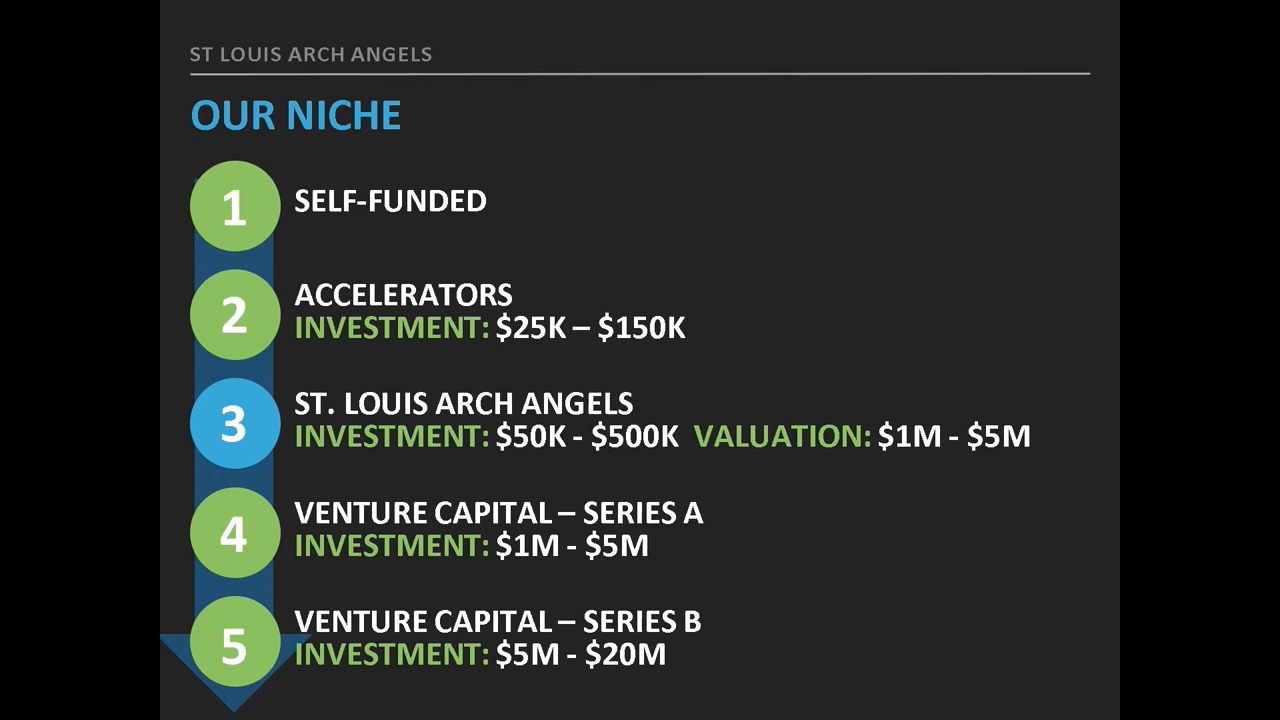 ST LOUIS ARCH ANGELS
OUR NICHE
1
SELF-FUNDED
2
ACCELERATORS
INVESTMENT: $25K – $150K
3
ST. LOUIS ARCH ANGELS
INVESTMENT: $50K - $500K VALUATION: $1M - $5M
4
VENTURE CAPITAL – SERIES A
INVESTMENT: $1M - $5M
5
VENTURE CAPITAL – SERIES B
INVESTMENT: $5M - $20M